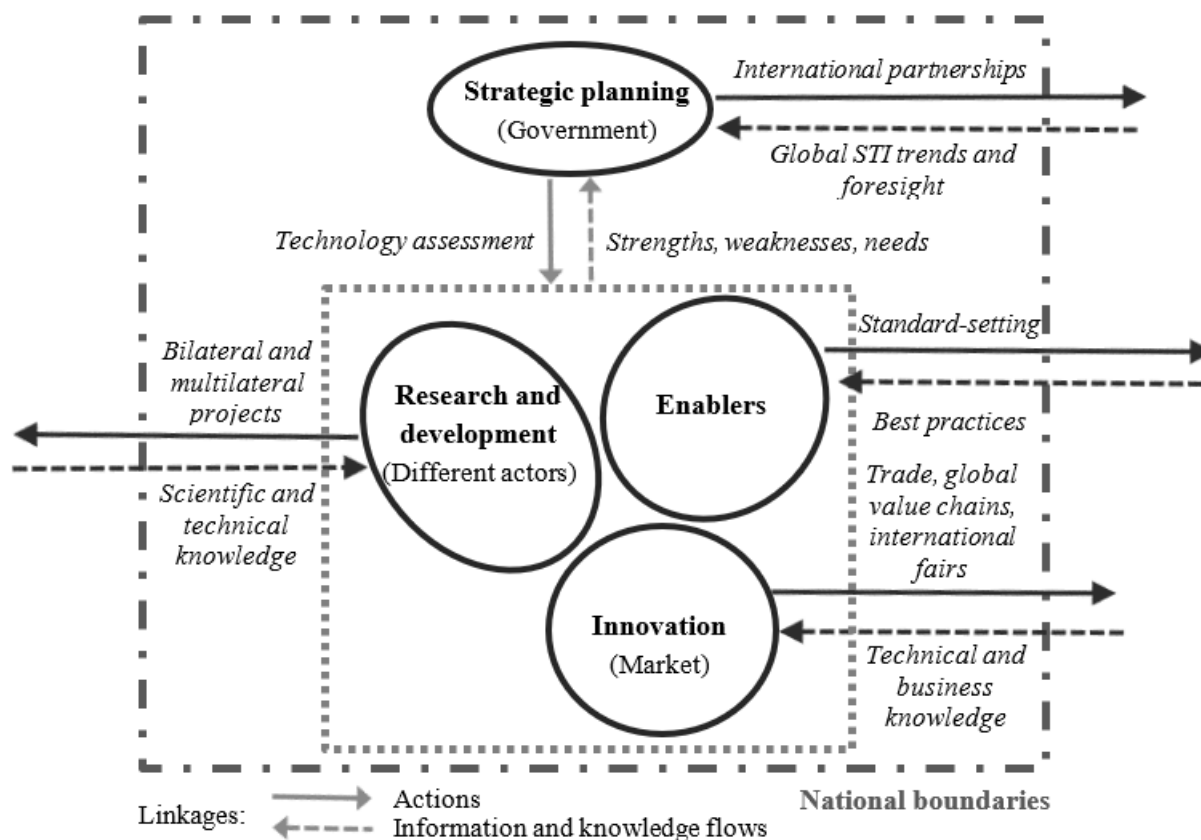 International partnerships
Strategic planning
(Government)
Global STI trends and
foresight
Technology assessment
Strengths, weaknesses, needs
Standard-setting
Bilateral and
multilateral
projects
Research and
development
(Different actors)
Enablers
Best practices
Scientific and
technical
knowledge
Trade, global
value chains,
international
fairs
Innovation
(Market)
Technical and
business
knowledge
National boundaries
Linkages:
Actions
Information and knowledge flows